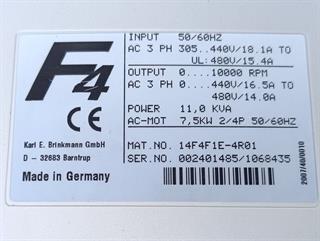 F4
CE
Karl E. Brinkmann GmbH
D - 32683 Barntrup
Made in Germany
INPUT 50/60HZ
AC 3 PH 305..440V/18.1A TO
UL:480V/15.4A
OUTPUT 0....10000 RPM
AC 3 PH 0....440V/16.5A TO
480V/14.0A
POWER 11,0 KVA
AC-MOT 7,5KW 2/4P 50/60HZ
MAT.NO. 14F4F1E-4R01
SER.NO. 002401485/1068435
2007/40/0010